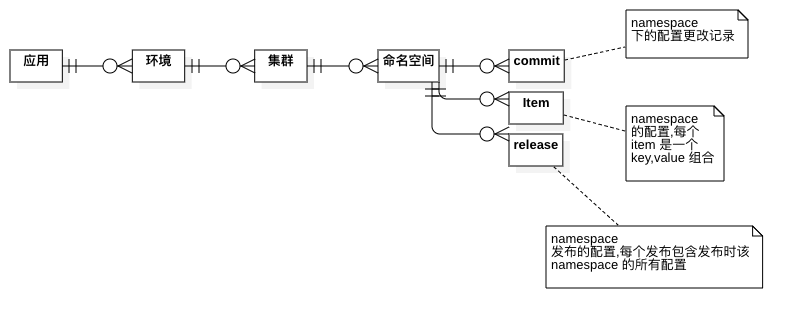 应用
环境
集群
命名空间
commit
Item
release
namespace
下的配置更改记录
namespace
的配置,每个
item 是一个
key,value 组合
namespace
发布的配置,每个发布包含发布时该
namespace 的所有配置